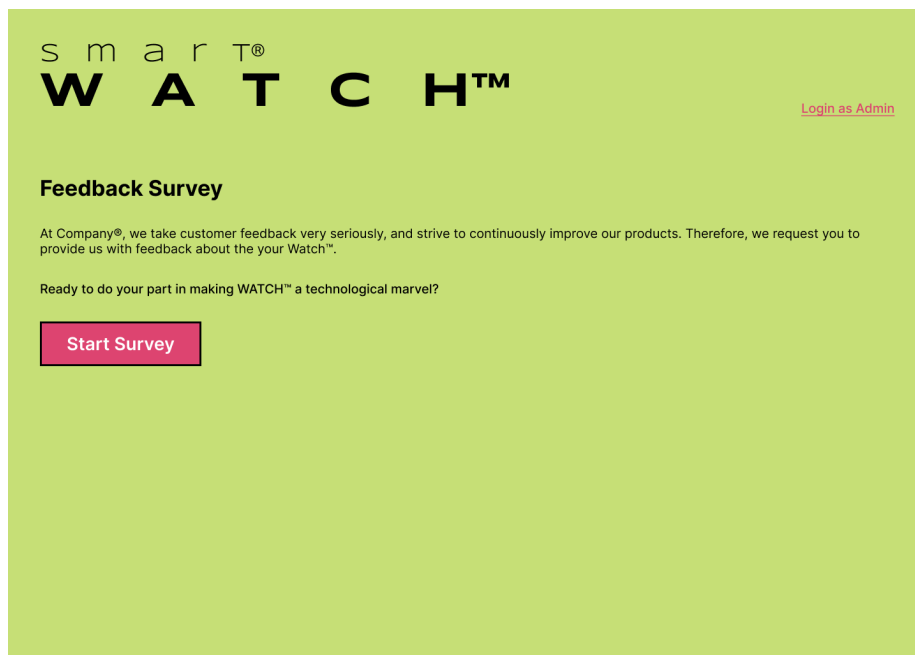 smarT®
WATCH™
Login as Admin
Feedback Survey
At Company®, we take customer feedback very seriously, and strive to continuously improve our products. Therefore, we request you to
provide us with feedback about the your Watch™.
Ready to do your part in making WATCH™ a technological marvel?
Start Survey